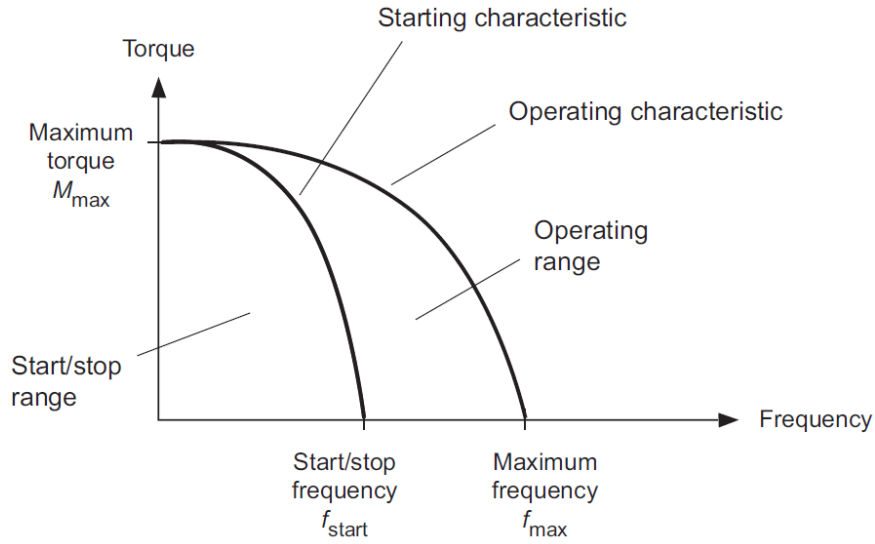 Starting characteristic
Torque
Operating characteristic
Maximum
torque
Mmax
Operating
range
Start/stop
range
Frequency
Start/stop
frequency
fstart
Maximum
frequency
fmax